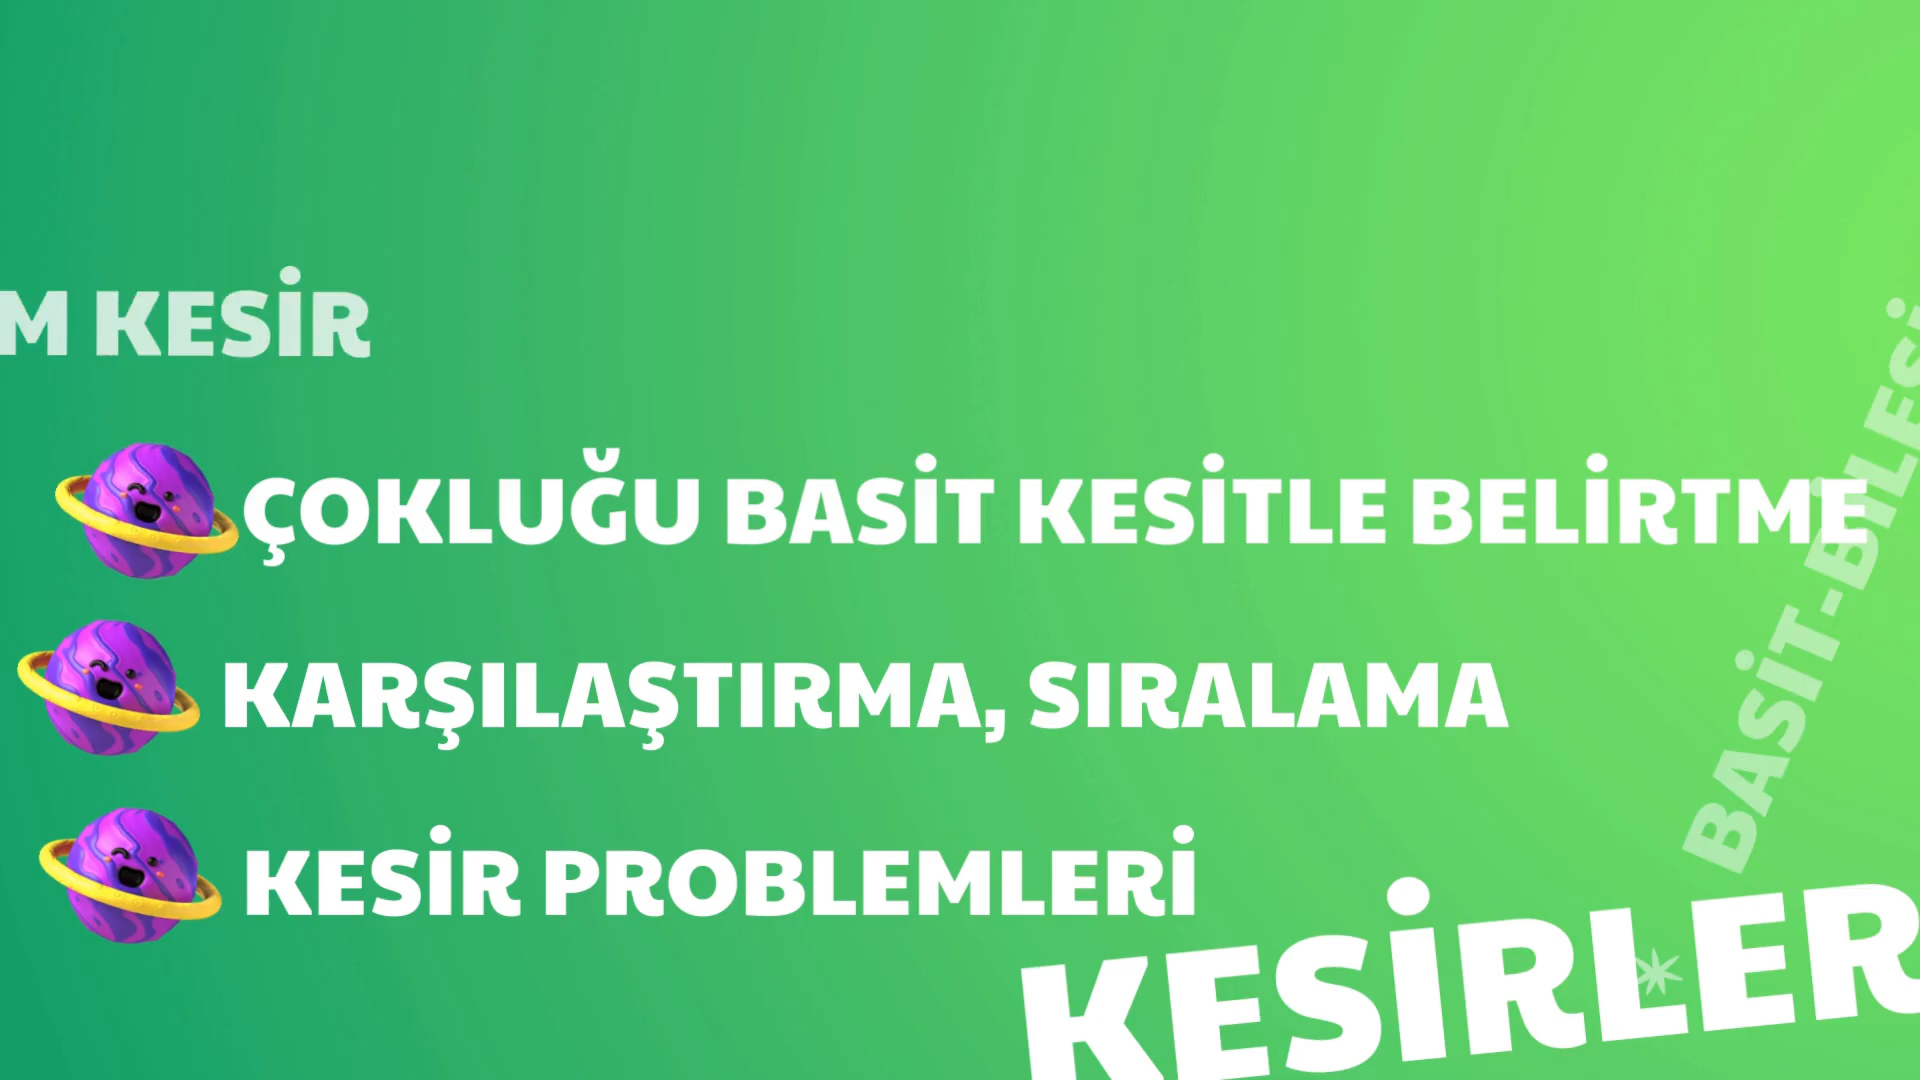 M KESİR
ÇOKLUĞU BASİT KESİTLE BELİRTME
KARŞILAŞTIRMA, SIRALAMA
KESİR PROBLEMLERİ
BASİT-BİLEŞİ
KESİRLER